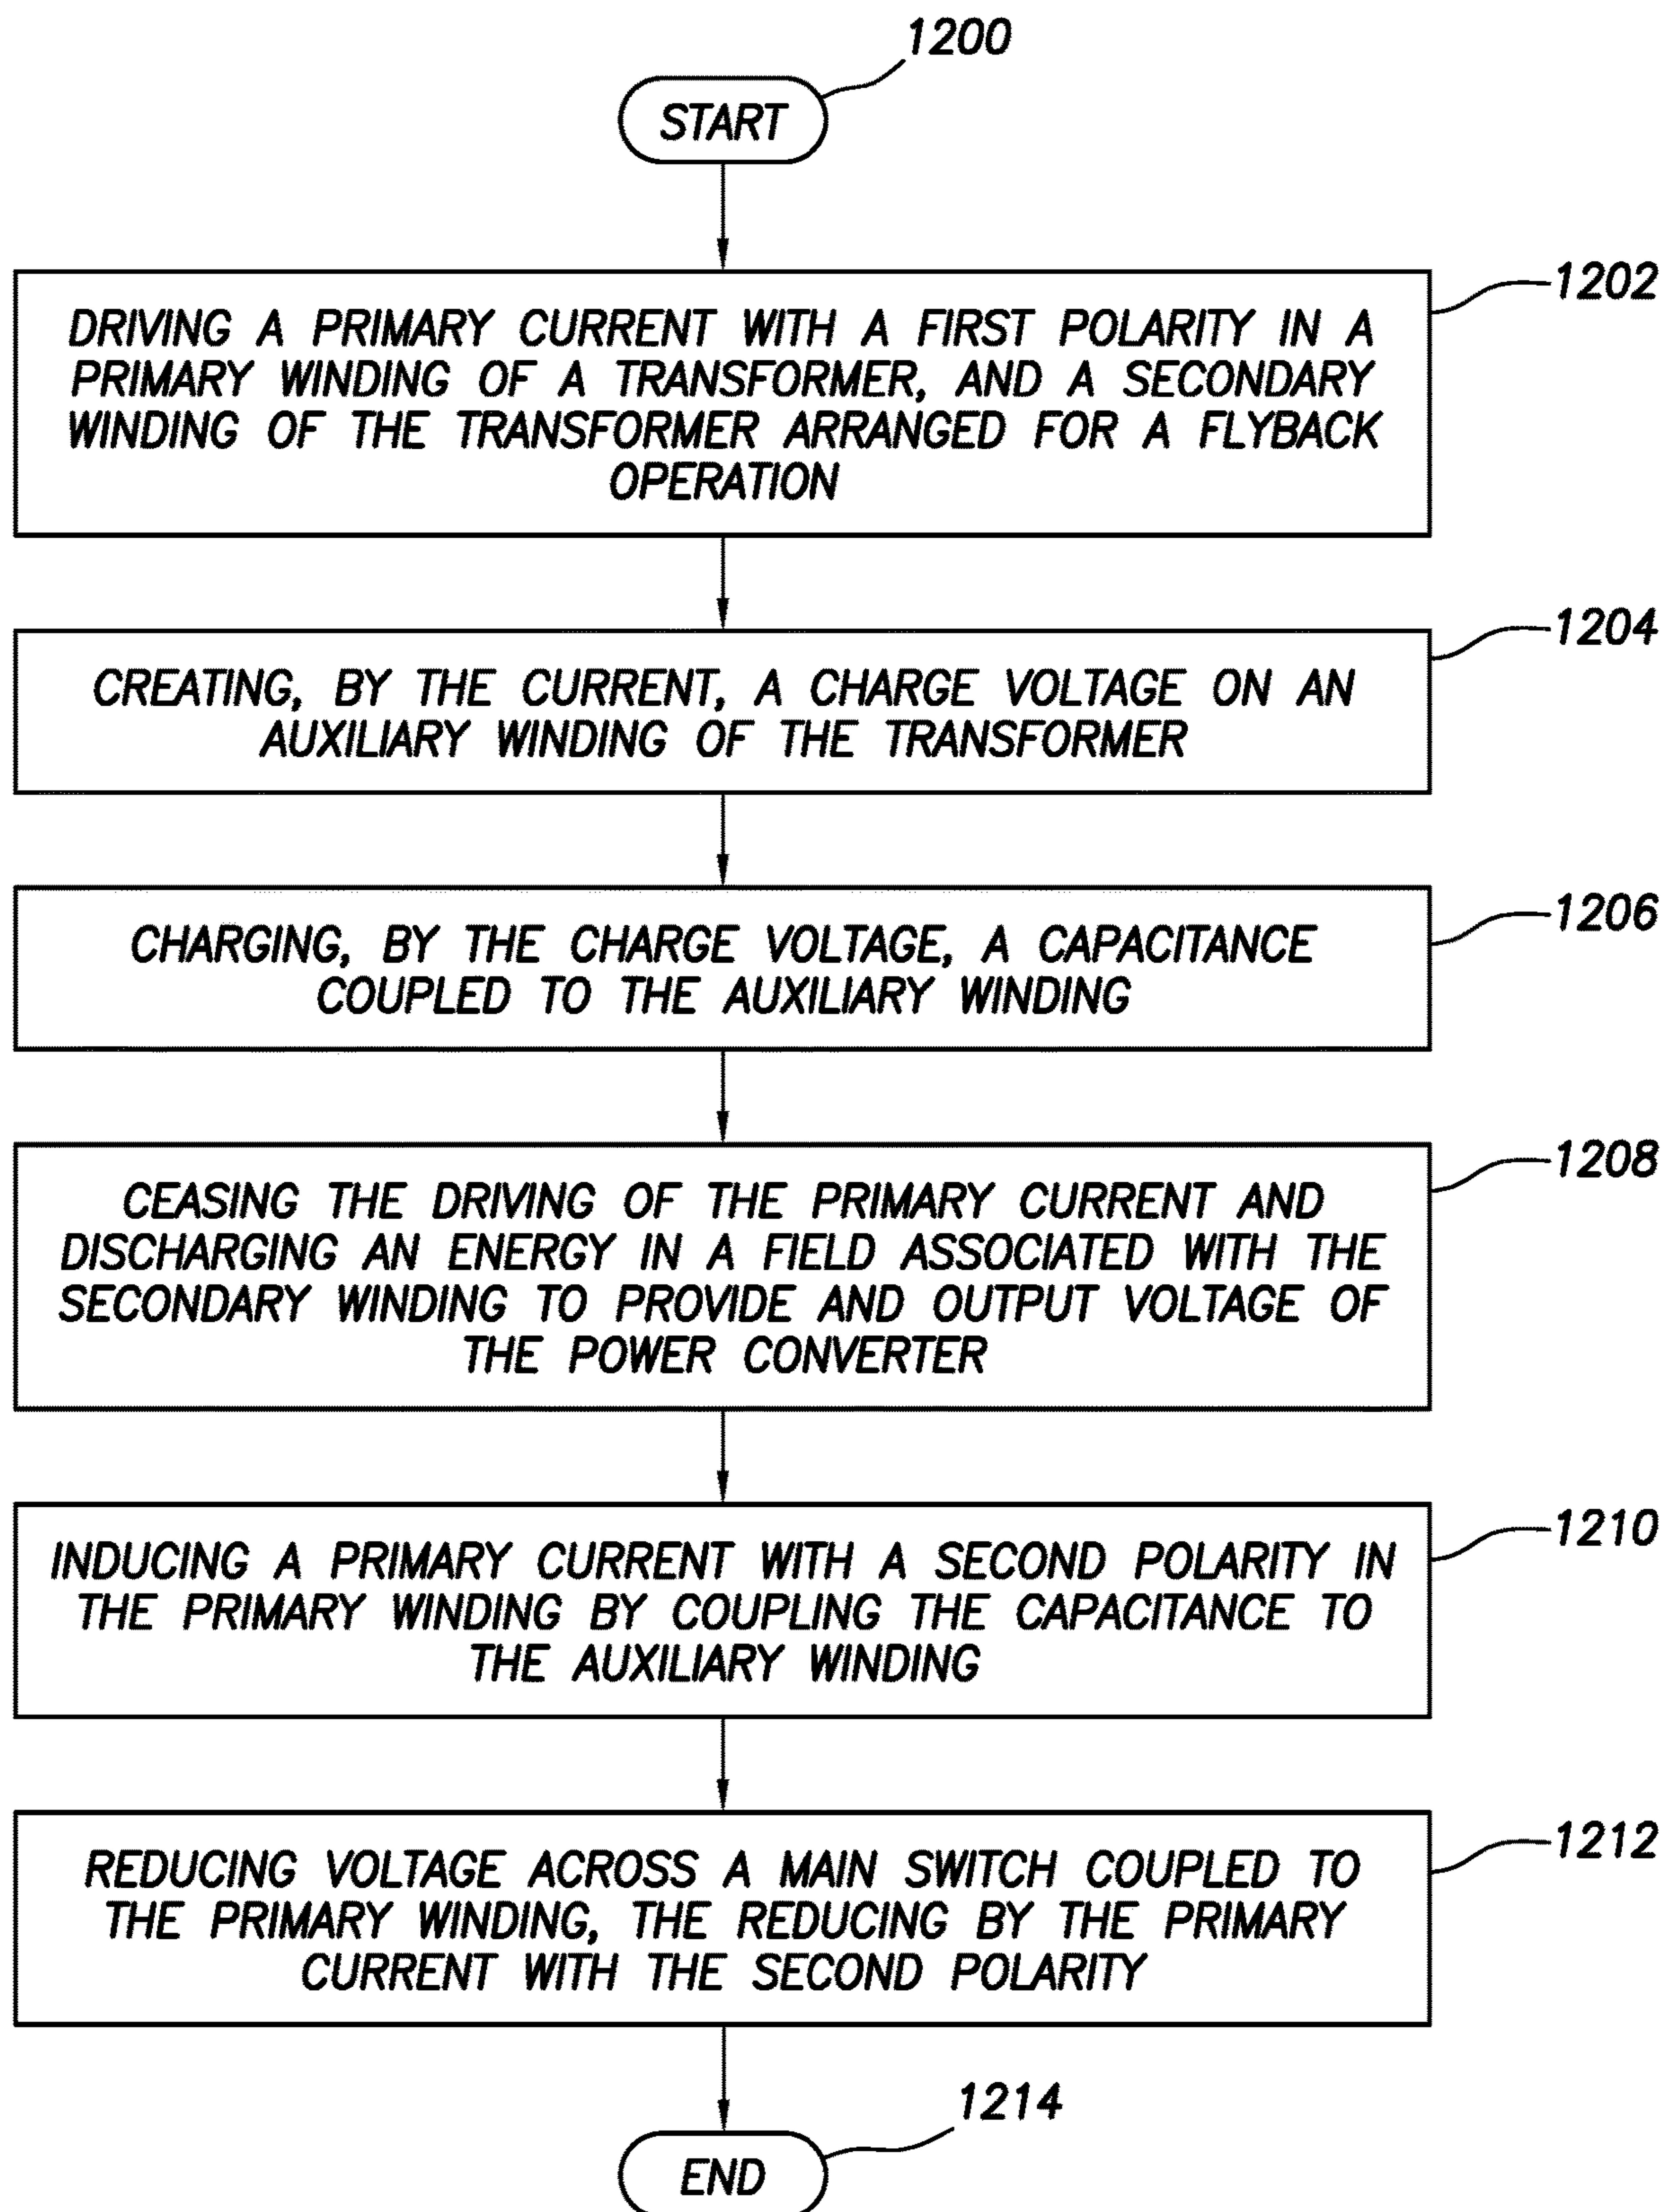 1200
START
1202
DRIVING A PRIMARY CURRENT WITH A FIRST POLARITY IN A
PRIMARY WINDING OF A TRANSFORMER, AND A SECONDARY
WINDING OF THE TRANSFORMER ARRANGED FOR A FLYBACK
OPERATION
1204
CREATING, BY THE CURRENT, A CHARGE VOLTAGE ON AN
AUXILIARY WINDING OF THE TRANSFORMER
1206
CHARGING, BY THE CHARGE VOLTAGE, A CAPACITANCE
COUPLED TO THE AUXILIARY WINDING
1208
CEASING THE DRIVING OF THE PRIMARY CURRENT AND
DISCHARGING AN ENERGY IN A FIELD ASSOCIATED WITH THE
SECONDARY WINDING TO PROVIDE AND OUTPUT VOLTAGE OF
THE POWER CONVERTER
1210
INDUCING A PRIMARY CURRENT WITH A SECOND POLARITY IN
THE PRIMARY WINDING BY COUPLING THE CAPACITANCE TO
THE AUXILIARY WINDING
1212
REDUCING VOLTAGE ACROSS A MAIN SWITCH COUPLED TO
THE PRIMARY WINDING, THE REDUCING BY THE PRIMARY
CURRENT WITH THE SECOND POLARITY
1214
END